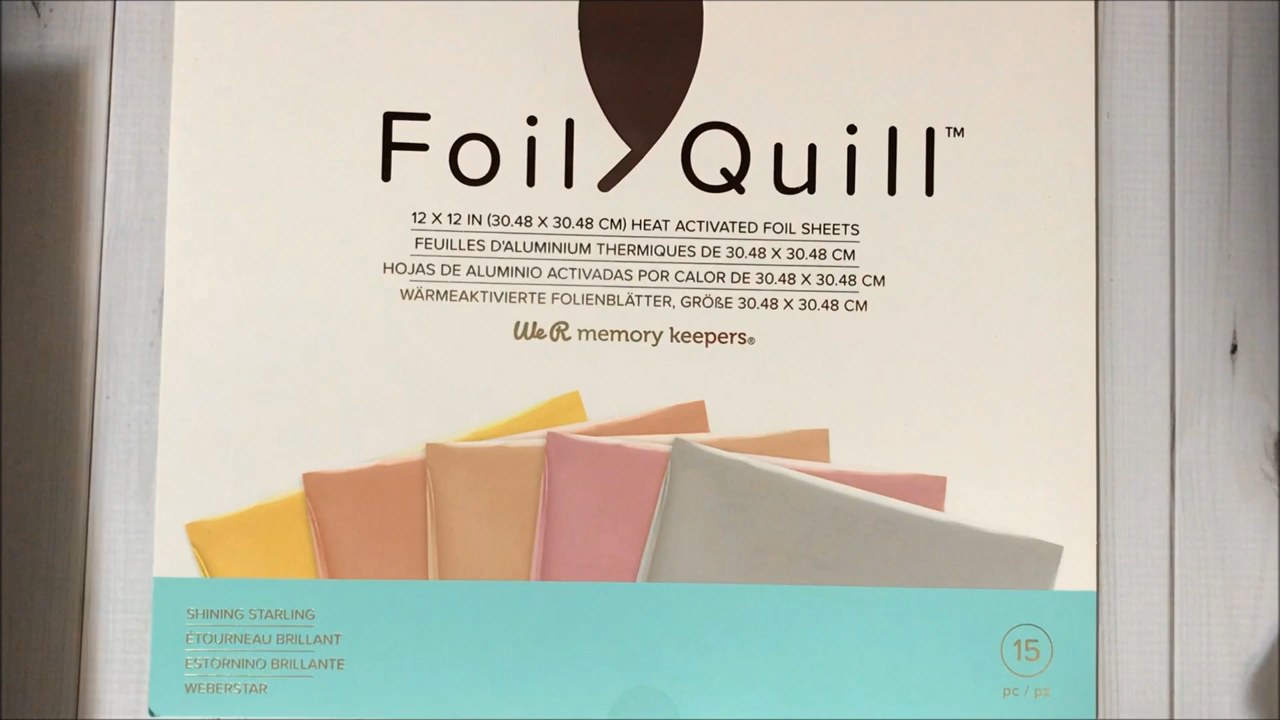 Foil Quill™
12 X 12 IN (30.48 X 30.48 CM) HEAT ACTIVATED FOIL SHEETS
FEUILLES D'ALUMINIUM THERMIQUES DE 30.48 X 30.48 CM
HOJAS DE ALUMINIO ACTIVADAS POR CALOR DE 30.48 X 30.48 CM
WÄRMEAKTIVIERTE FOLIENBLÄTTER, GRÖßE 30.48 X 30.48 CM
We R memory keepers®
SHINING STARLING
ÉTOURNEAU BRILLANT
ESTORNINO BRILLANTE
WEBERSTAR
15
pc / pz